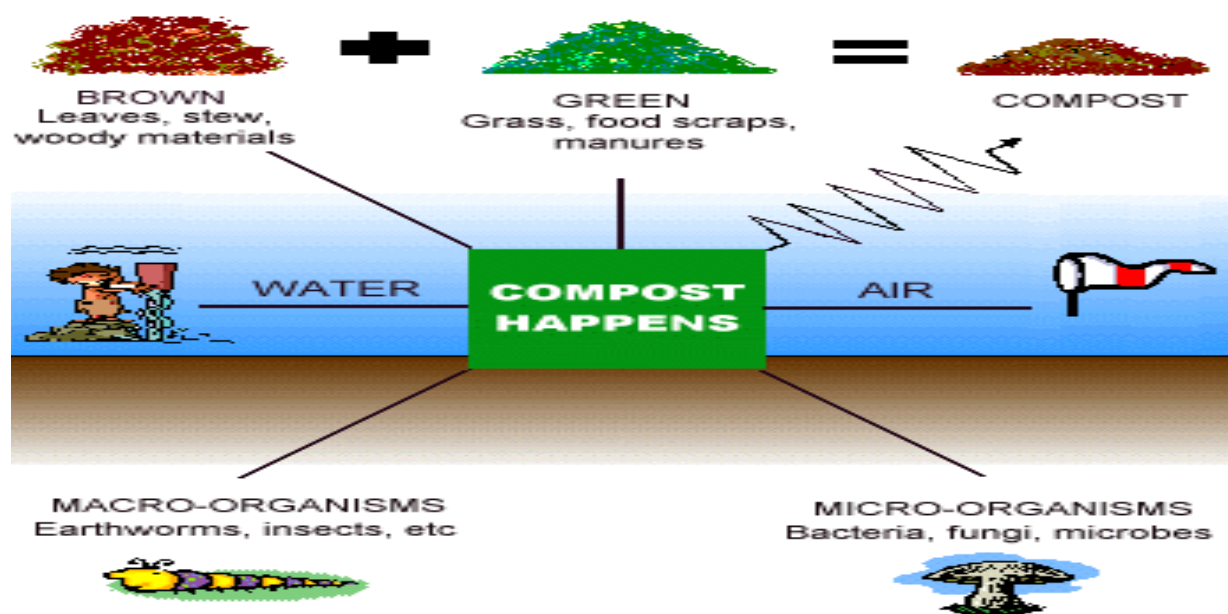 BROWN
Leaves, stew,
woody materials
GREEN
Grass, food scraps,
manures
COMPOST
WATER
COMPOST
HAPPENS
AIR
MACRO-ORGANISMS
Earthworms, insects, etc
MICRO-ORGANISMS
Bacteria, fungi, microbes